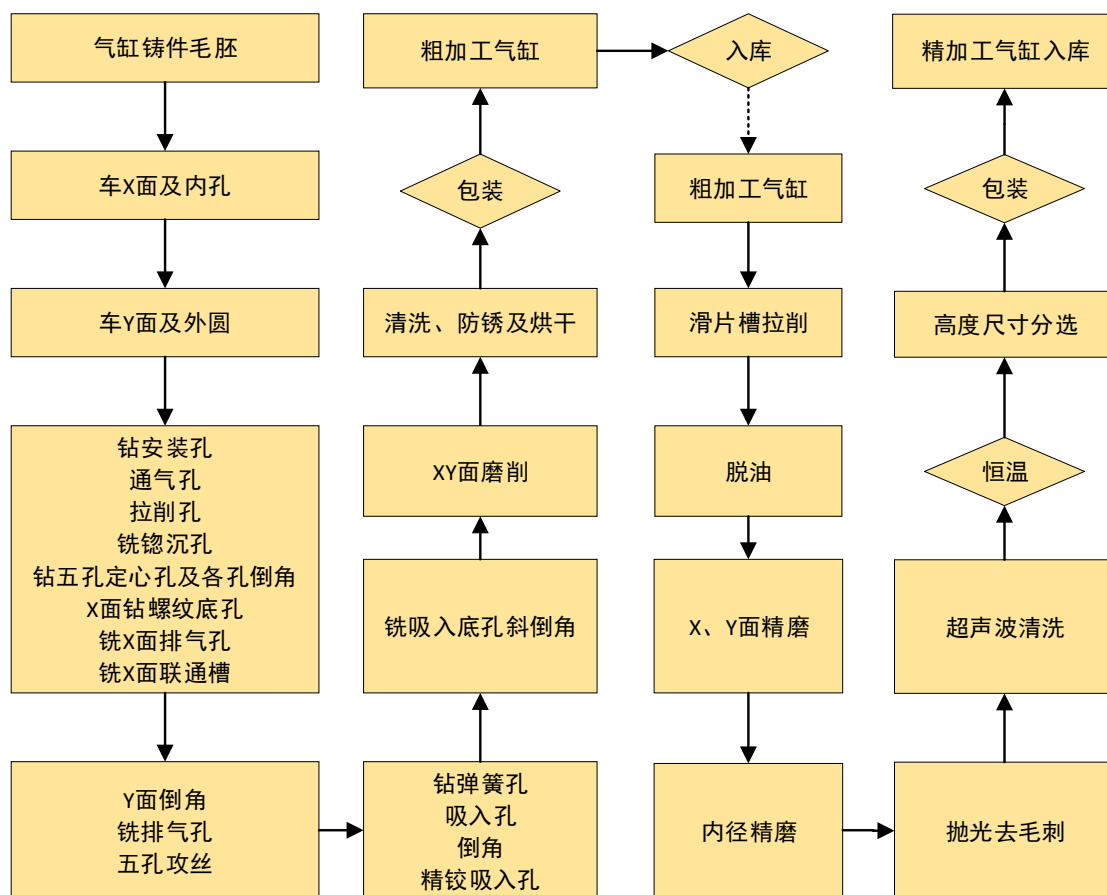 气缸铸件毛胚
车X面及内孔
车Y面及外圆
钻安装孔
通气孔
拉削孔
铣锪沉孔
钻五孔定心孔及各孔倒角
X面钻螺纹底孔
铣X面排气孔
铣X面联通槽
Y面倒角
铣排气孔
五孔攻丝
钻弹簧孔
吸入孔
倒角
精铰吸入孔
铣吸入底孔斜倒角
XY面磨削
清洗、防锈及烘干
包装
粗加工气缸
入库
粗加工气缸
滑片槽拉削
脱油
X、Y面精磨
内径精磨
抛光去毛刺
超声波清洗
恒温
高度尺寸分选
包装
精加工气缸入库